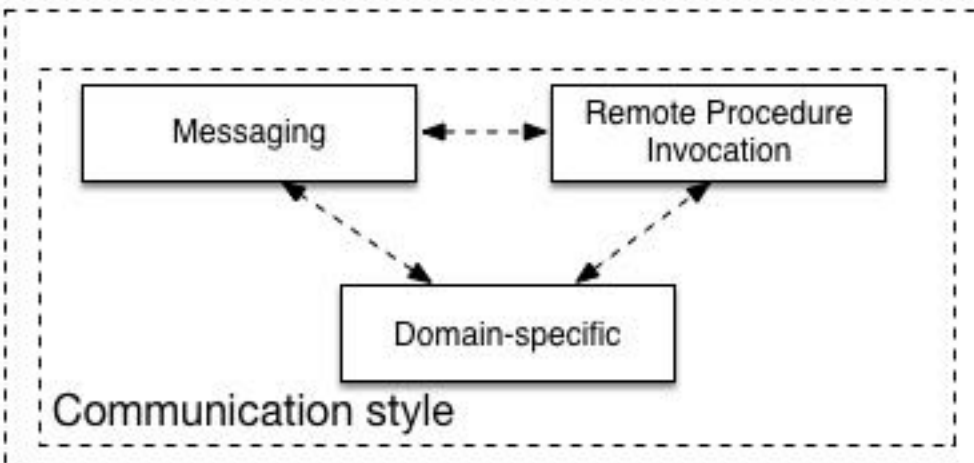 Messaging
Remote Procedure
Invocation
Domain-specific
Communication style